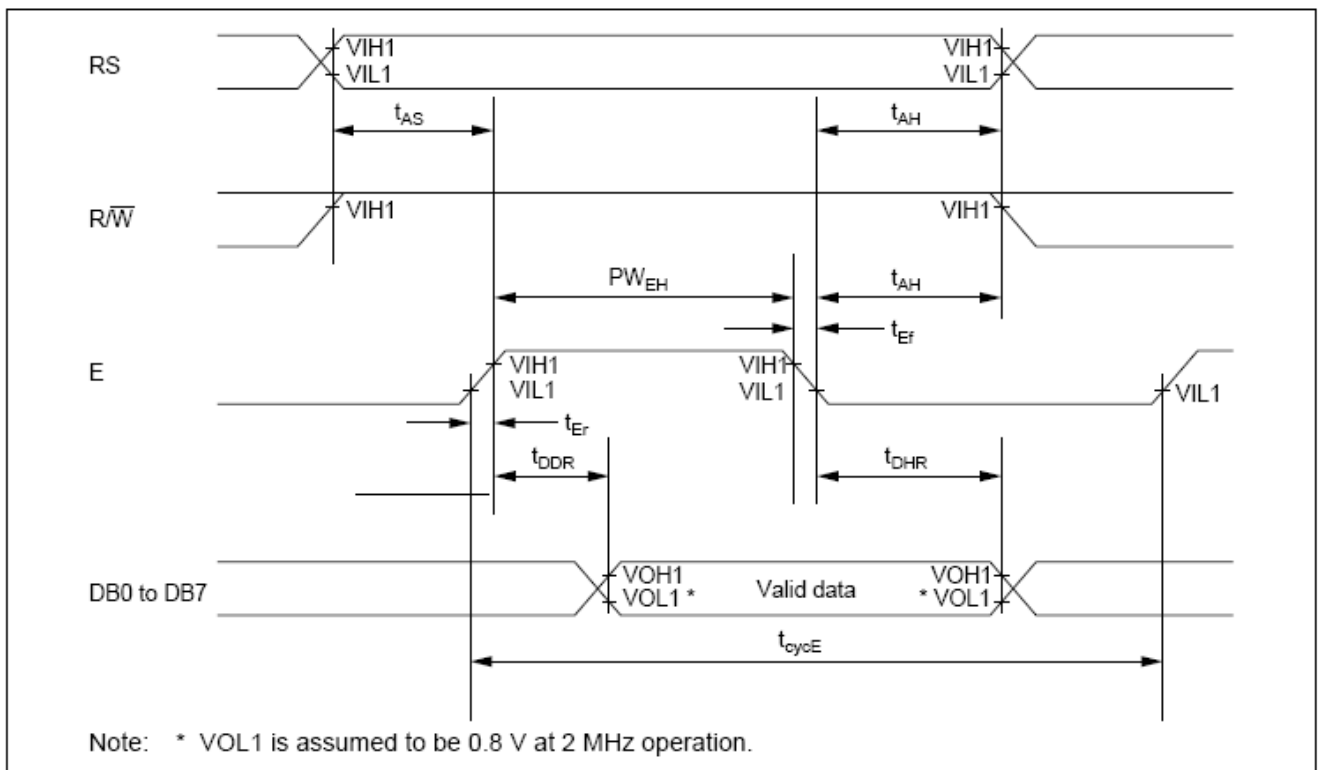 RS
VIH1
VIL1
VIH1
VIL1
tAS
tAH
R/W̅
VIH1
VIH1
PWEH
tAH
tEf
E
VIH1
VIL1
VIH1
VIL1
VIL1
tEr
tDDR
tDHR
DB0 to DB7
VOH1
VOL1 *
Valid data
VOH1
* VOL1
tcycE
Note: * VOL1 is assumed to be 0.8 V at 2 MHz operation.